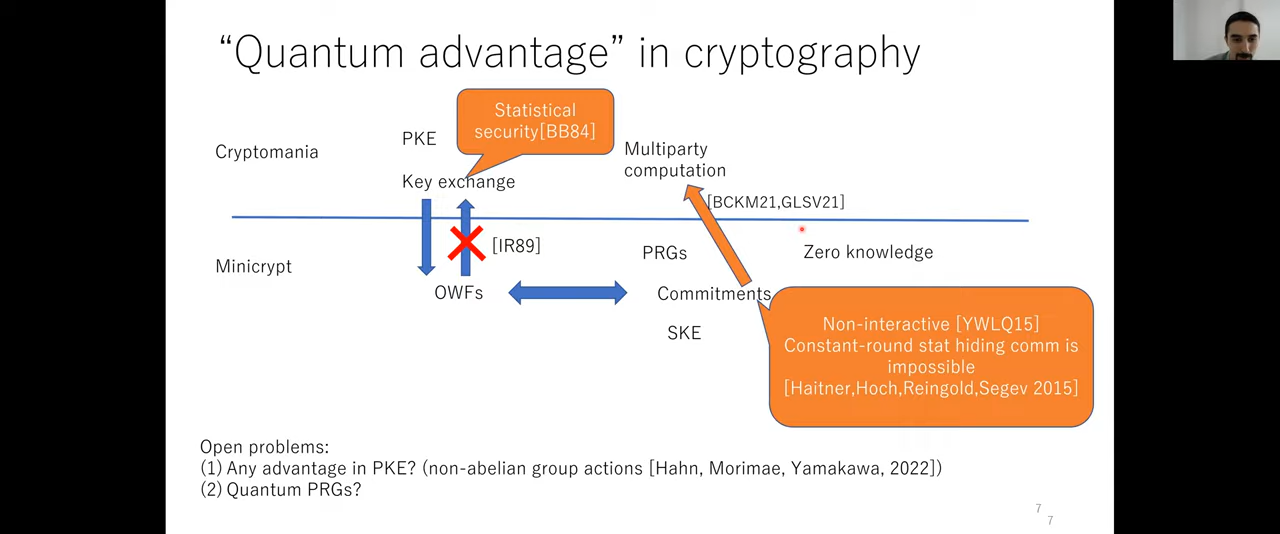 “Quantum advantage” in cryptography
Statistical
security[BB84]
PKE
Cryptomania
Multiparty
computation
Key exchange
[BCKM21,GLSV21]
[IR89]
PRGs
Zero knowledge
Minicrypt
OWFs
Commitments
SKE
Non-interactive [YWLQ15]
Constant-round stat hiding comm is
impossible
[Haitner,Hoch,Reingold,Segev 2015]
Open problems:
(1) Any advantage in PKE? (non-abelian group actions [Hahn, Morimae, Yamakawa, 2022])
(2) Quantum PRGs?
7
7